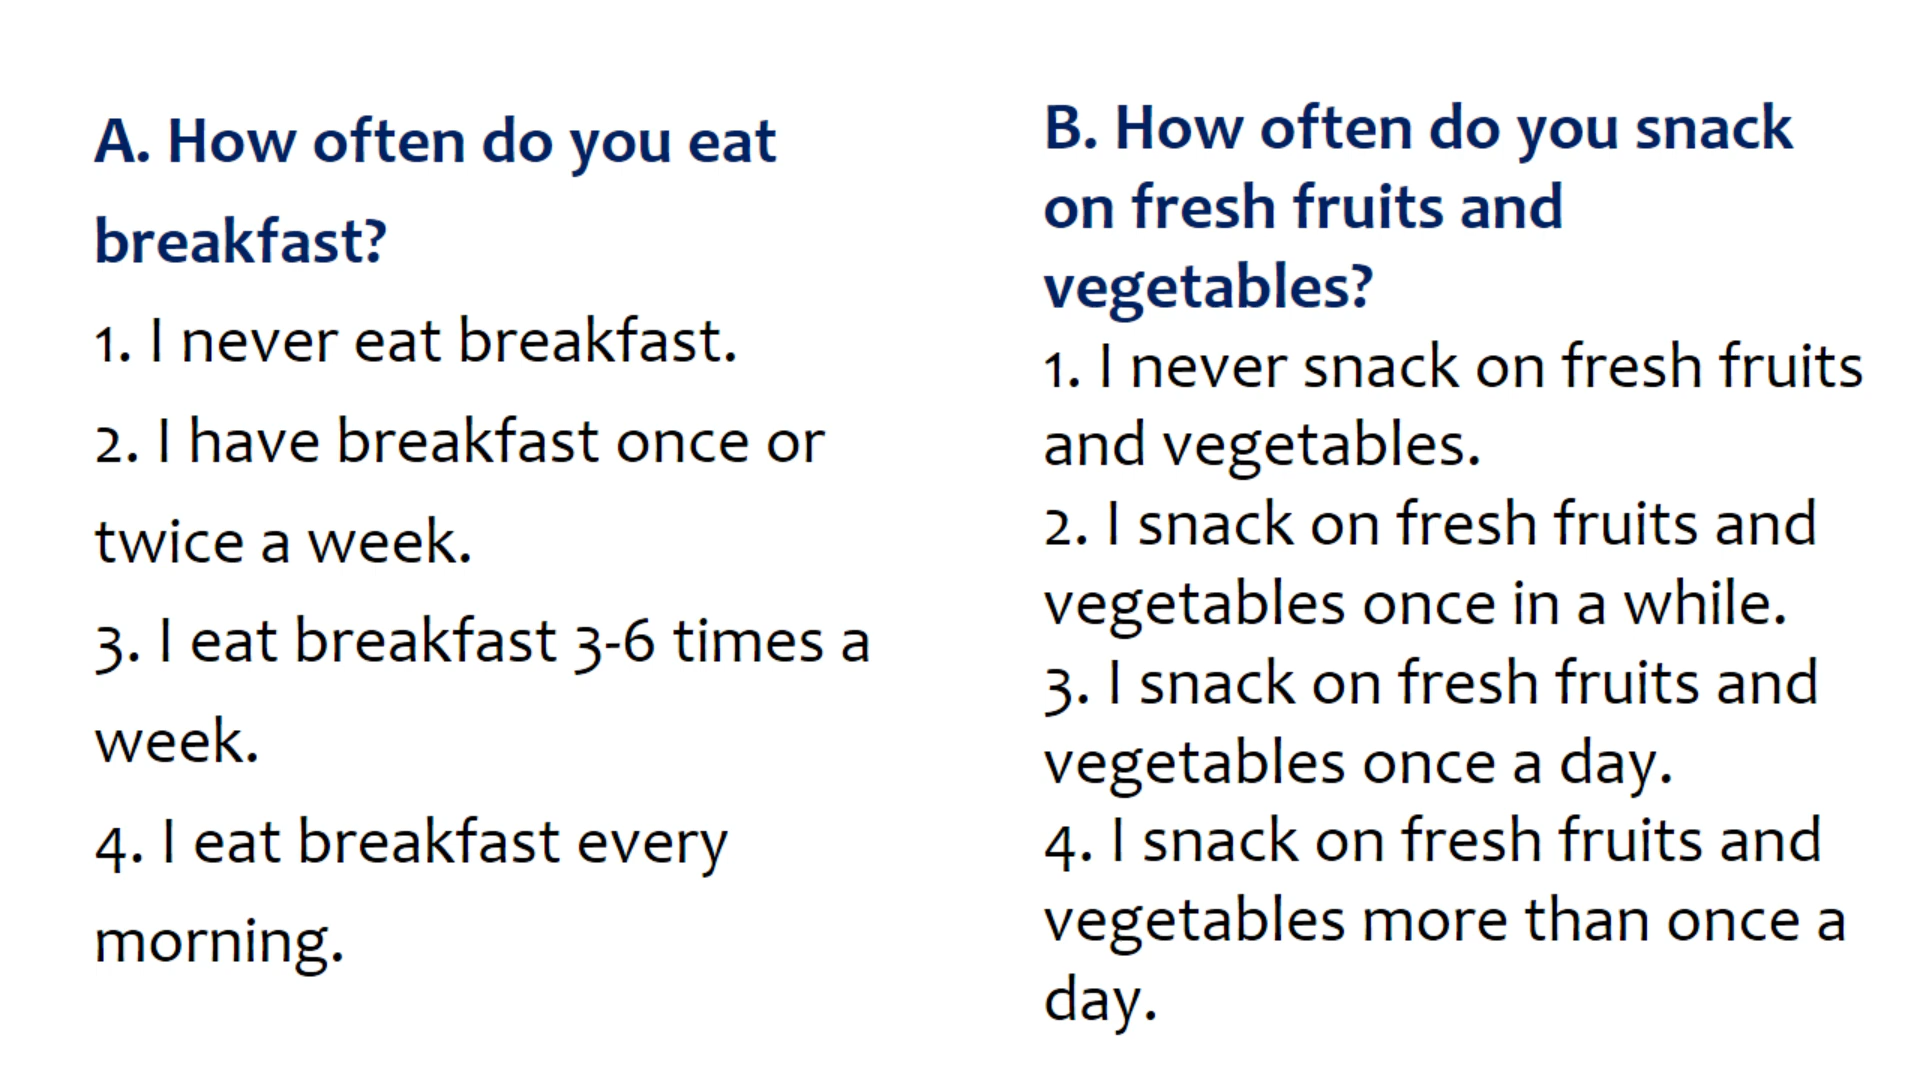 A. How often do you eat
breakfast?
1. I never eat breakfast.
2. I have breakfast once or
twice a week.
3. I eat breakfast 3-6 times a
week.
4. I eat breakfast every
morning.
B. How often do you snack
on fresh fruits and
vegetables?
1. I never snack on fresh fruits
and vegetables.
2. I snack on fresh fruits and
vegetables once in a while.
3. I snack on fresh fruits and
vegetables once a day.
4. I snack on fresh fruits and
vegetables more than once a
day.